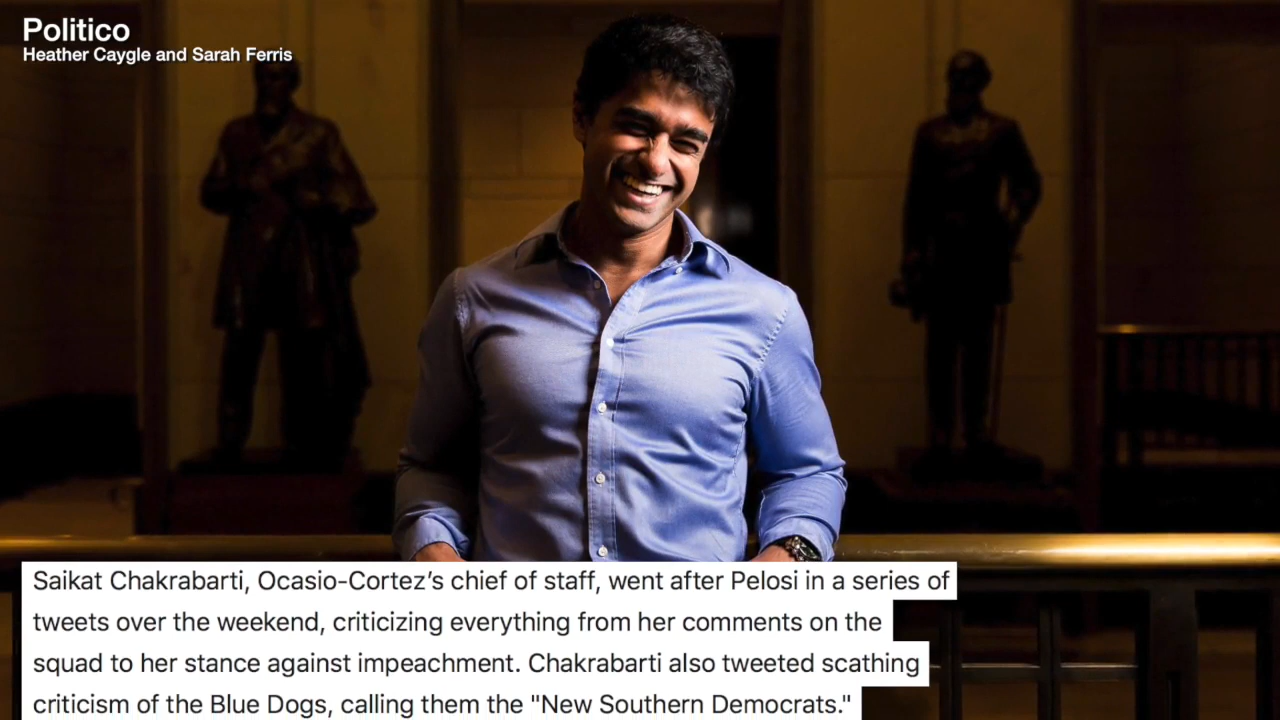 Politico
Heather Caygle and Sarah Ferris
Saikat Chakrabarti, Ocasio-Cortez’s chief of staff, went after Pelosi in a series of
tweets over the weekend, criticizing everything from her comments on the
squad to her stance against impeachment. Chakrabarti also tweeted scathing
criticism of the Blue Dogs, calling them the "New Southern Democrats."